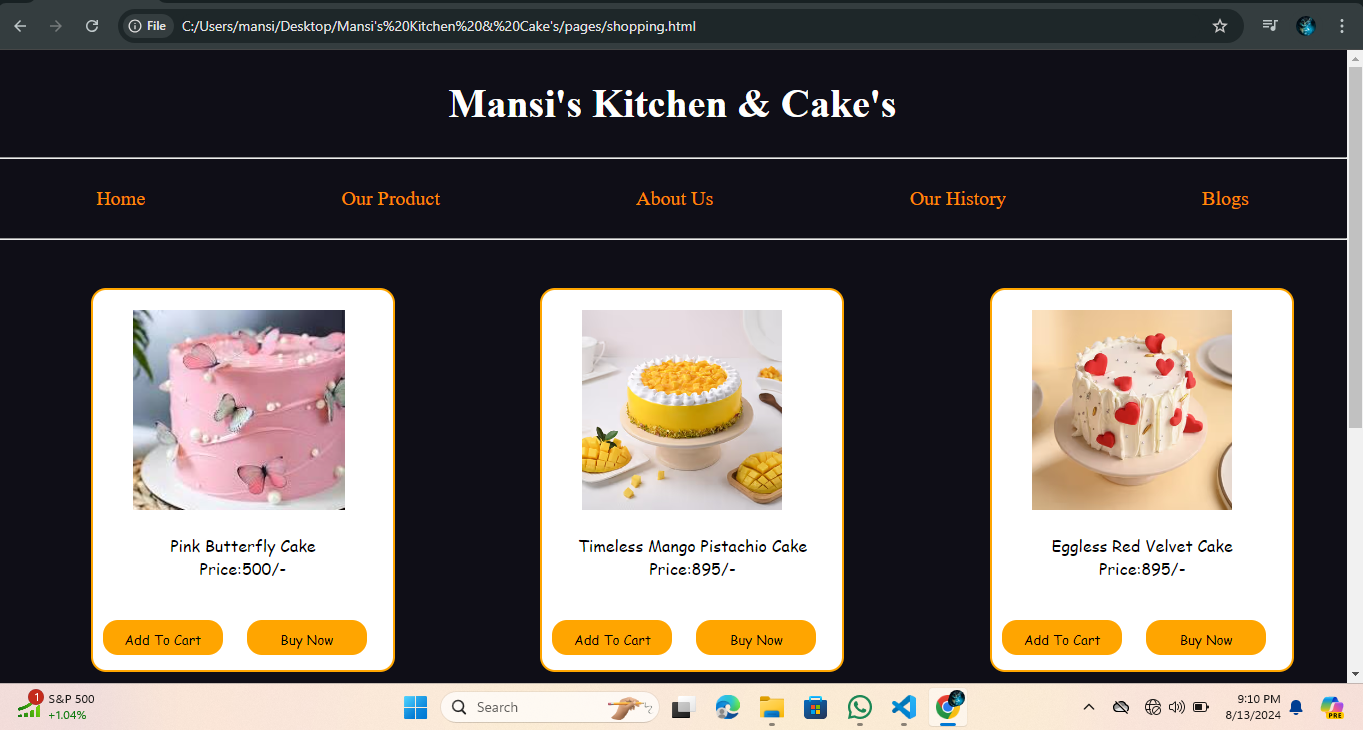 File C:/Users/mansi/Desktop/Mansi's%20Kitchen%20&%20Cake's/pages/shopping.html
Mansi's Kitchen & Cake's
Home Our Product About Us Our History Blogs
Pink Butterfly Cake
Price:500/-
Add To Cart Buy Now
Timeless Mango Pistachio Cake
Price:895/-
Add To Cart Buy Now
Eggless Red Velvet Cake
Price:895/-
Add To Cart Buy Now
1
S&P 500
+1.04%
Search
9:10 PM
8/13/2024
PRE